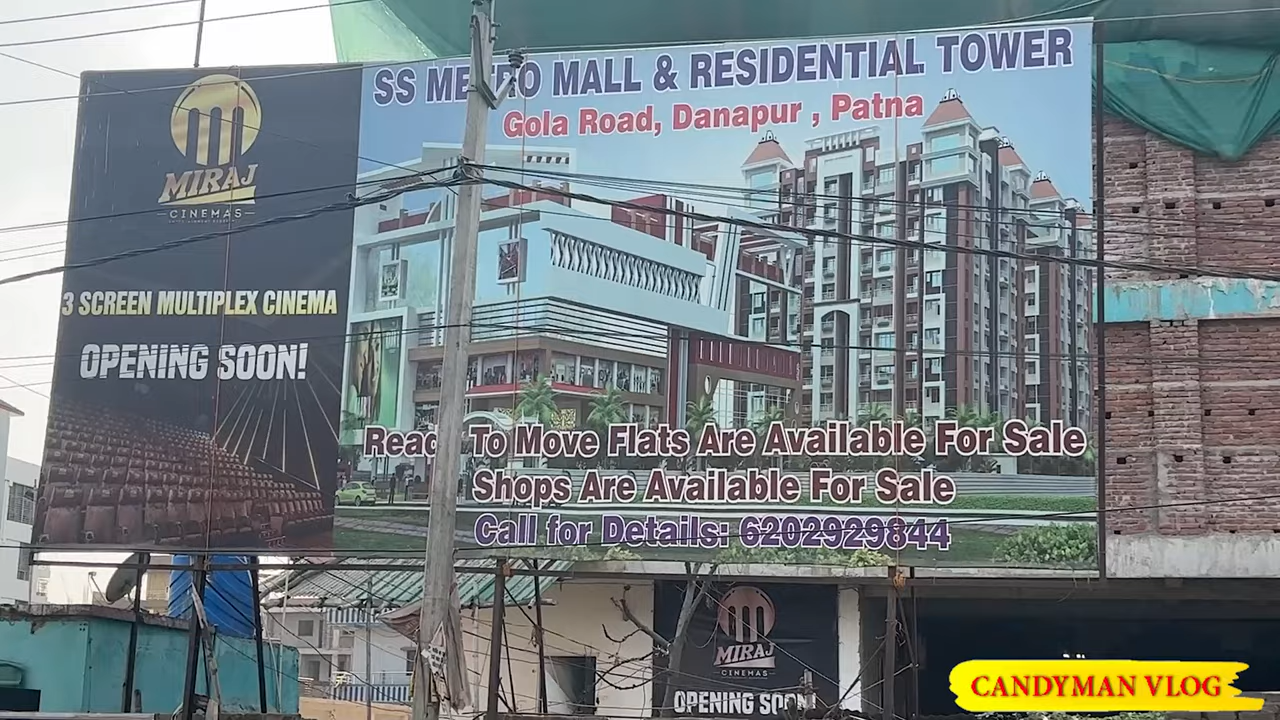 MIRAJ
CINEMAS
3 SCREEN MULTIPLEX CINEMA
OPENING SOON!
SS METRO MALL & RESIDENTIAL TOWER
Gola Road, Danapur , Patna
Ready To Move Flats Are Available For Sale
Shops Are Available For Sale
Call for Details: 6202929844
MIRAJ
CINEMAS
OPENING SOON!
CANDYMAN VLOG